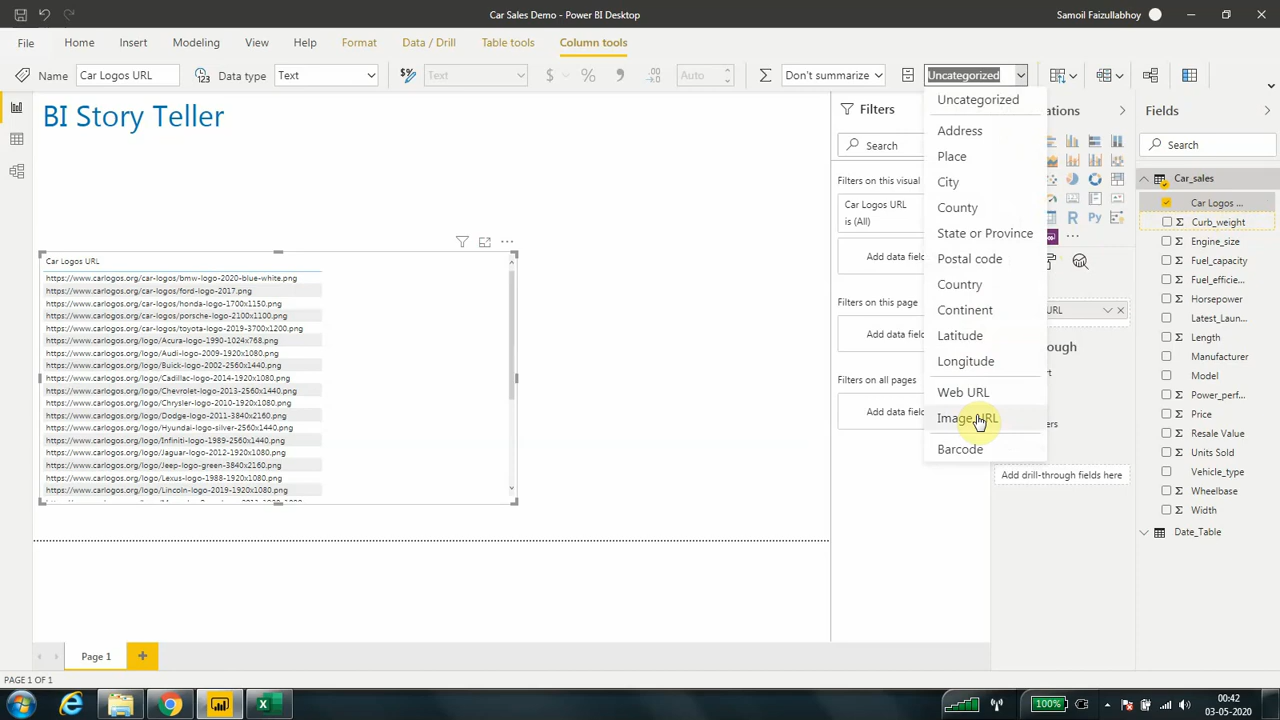 Car Sales Demo - Power BI Desktop
Samoil Faizullabhoy
File
Home
Insert
Modeling
View
Help
Format
Data / Drill
Table tools
Column tools
Name
Car Logos URL
Data type
Text
Text
$
%
Auto
Don't summarize
Uncategorized
BI Story Teller
Car Logos URL
https://www.carlogos.org/car-logos/bmw-logo-2020-blue-white.png
https://www.carlogos.org/car-logos/ford-logo-2017.png
https://www.carlogos.org/car-logos/honda-logo-1700x1150.png
https://www.carlogos.org/car-logos/porsche-logo-2100x1100.png
https://www.carlogos.org/car-logos/toyota-logo-2019-3700x1200.png
https://www.carlogos.org/logo/Acura-logo-1990-1024x768.png
https://www.carlogos.org/logo/Audi-logo-2009-1920x1080.png
https://www.carlogos.org/logo/Buick-logo-2002-2560x1440.png
https://www.carlogos.org/logo/Cadillac-logo-2014-1920x1080.png
https://www.carlogos.org/logo/Chevrolet-logo-2013-2560x1440.png
https://www.carlogos.org/logo/Chrysler-logo-2010-1920x1080.png
https://www.carlogos.org/logo/Dodge-logo-2011-3840x2160.png
https://www.carlogos.org/logo/Hyundai-logo-silver-2560x1440.png
https://www.carlogos.org/logo/Infiniti-logo-1989-2560x1440.png
https://www.carlogos.org/logo/Jaguar-logo-2012-1920x1080.png
https://www.carlogos.org/logo/Jeep-logo-green-3840x2160.png
https://www.carlogos.org/logo/Lexus-logo-1988-1920x1080.png
https://www.carlogos.org/logo/Lincoln-logo-2019-1920x1080.png
Filters
Search
Filters on this visual
Car Logos URL
is (All)
Add data fiel
Filters on this page
Add data fiel
Filters on all pages
Add data fiel
Uncategorized
Address
Place
City
County
State or Province
Postal code
Country
Continent
Latitude
Longitude
Web URL
Image URL
Barcode
ations
R
Py
URL
rough
rt
ers
Add drill-through fields here
Fields
Search
Car_sales
Car Logos ...
Curb_weight
Engine_size
Fuel_capacity
Fuel_efficie...
Horsepower
Latest_Laun...
Length
Manufacturer
Model
Power_perf...
Price
Resale Value
Units Sold
Vehicle_type
Wheelbase
Width
Date_Table
Page 1
PAGE 1 OF 1
100%
00:42
03-05-2020